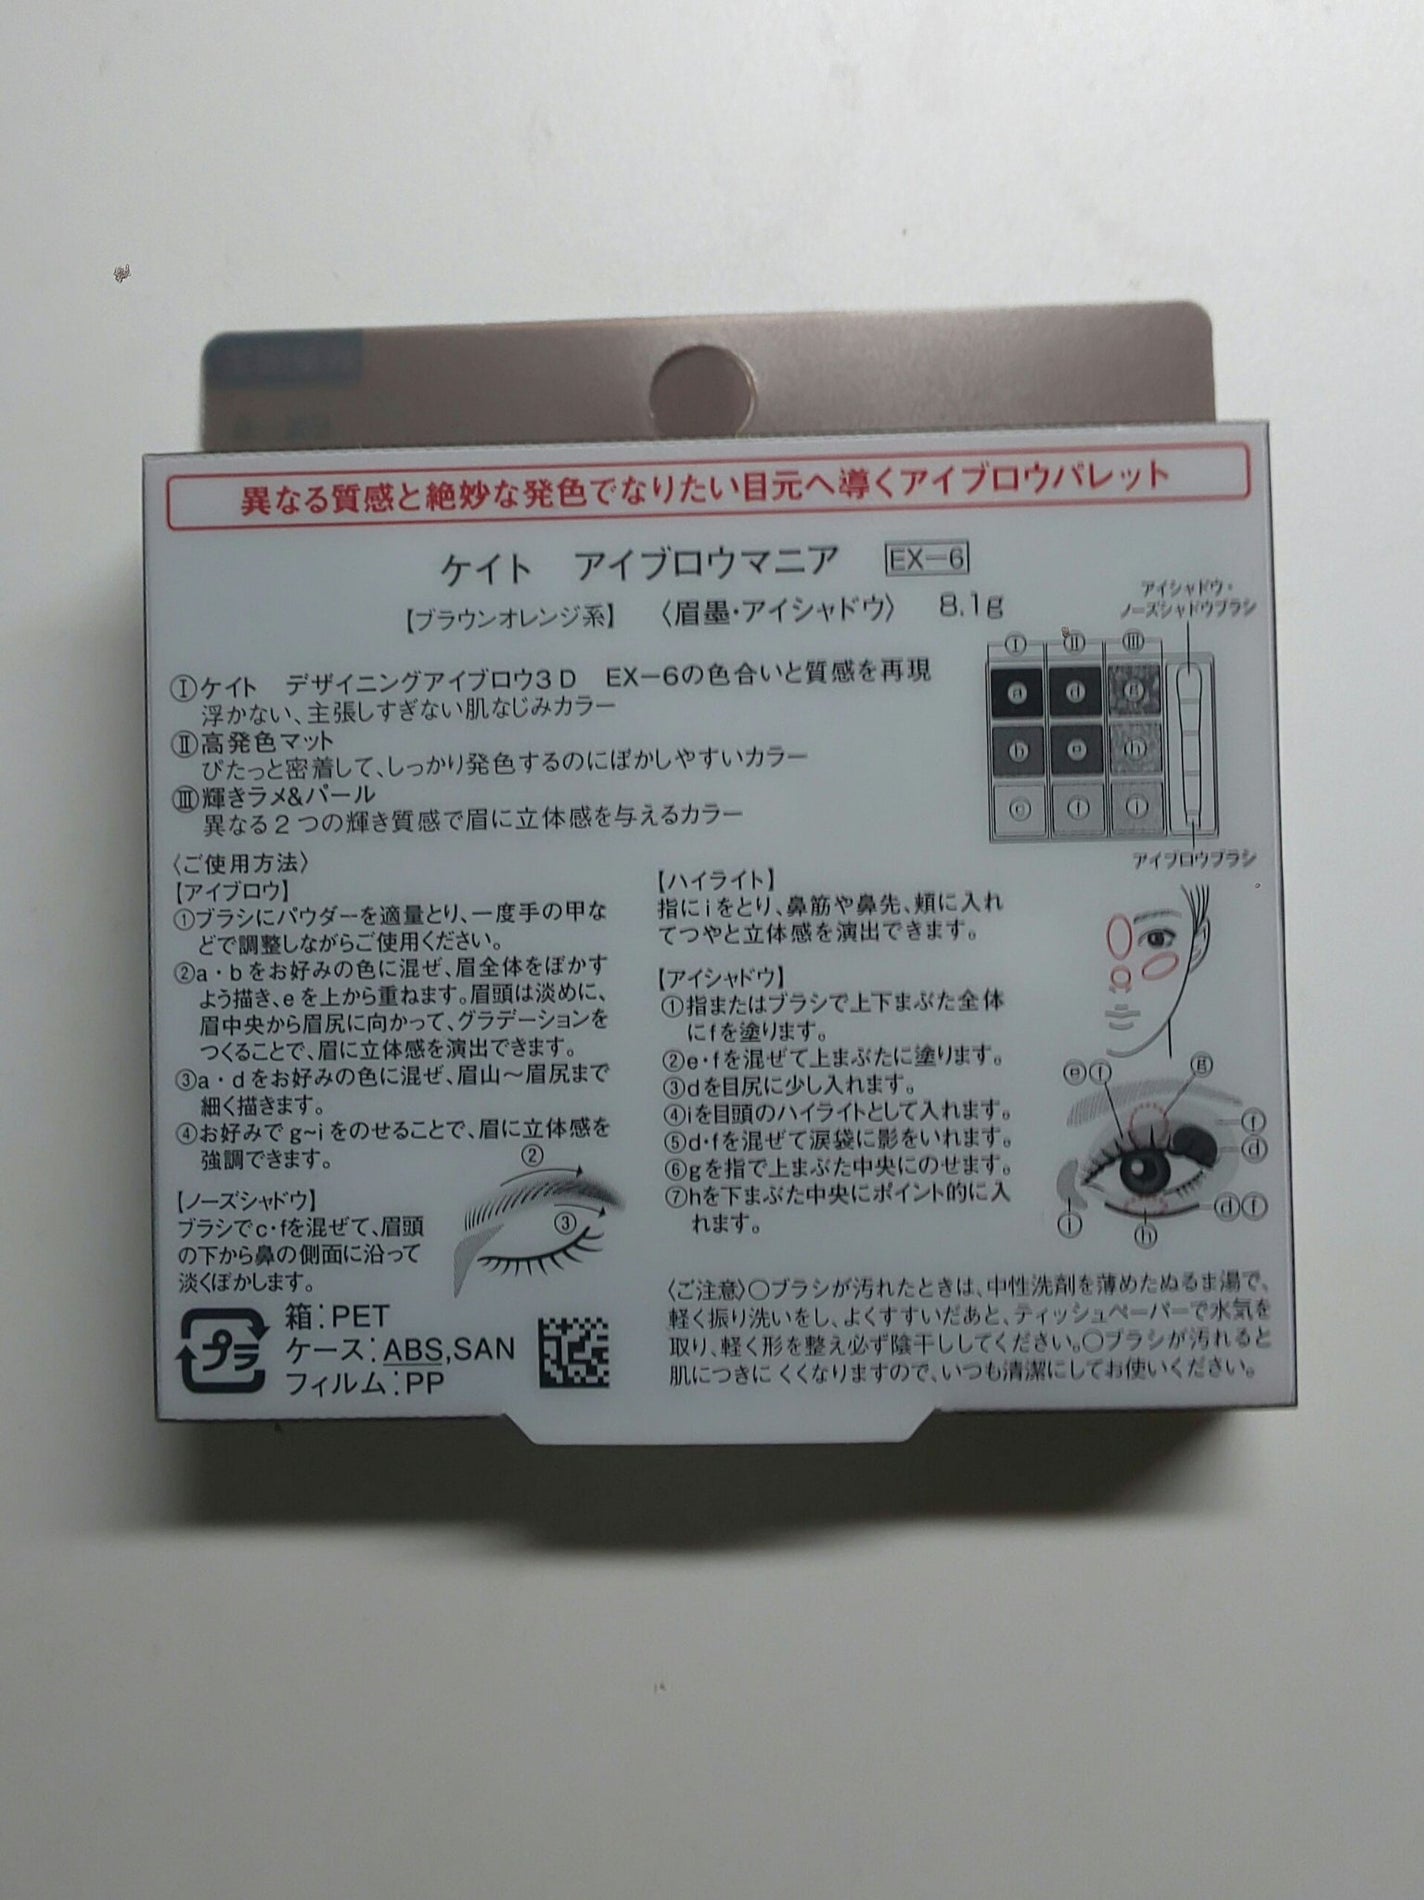 異なる質感と絶妙な発色でなりたい目元へ導くアイブロウパレット
ケイト アイブロウマニア EX-6
【ブラウンオレンジ系】 〈眉墨・アイシャドウ〉 8.1g
Ⅰケイト デザイニングアイブロウ3D EX-6の色合いと質感を再現
浮かない、主張しすぎない肌なじみカラー
Ⅱ高発色マット
ぴたっと密着して、しっかり発色するのにぼかしやすいカラー
Ⅲ輝きラメ&パール
異なる2つの輝き質感で眉に立体感を与えるカラー
アイシャドウ・
ノーズシャドウブラシ
Ⅰ Ⅱ Ⅲ
a d g
b e h
c f i
アイブロウブラシ
〈ご使用方法〉
【アイブロウ】
①ブラシにパウダーを適量とり、一度手の甲な
どで調整しながらご使用ください。
②a・bをお好みの色に混ぜ、眉全体をぼかす
よう描き、eを上から重ねます。眉頭は淡めに、
眉中央から眉尻に向かって、グラデーションを
つくることで、眉に立体感を演出できます。
③a・dをお好みの色に混ぜ、眉山〜眉尻まで
細く描きます。
④お好みでg~iをのせることで、眉に立体感を
強調できます。
②
③
【ノーズシャドウ】
ブラシでc・fを混ぜて、眉頭
の下から鼻の側面に沿って
淡くぼかします。
プラ
箱:PET
ケース:ABS,SAN
フィルム:PP
【ハイライト】
指にiをとり、鼻筋や鼻先、頬に入れ
てつやと立体感を演出できます。
【アイシャドウ】
①指またはブラシで上下まぶた全体
にfを塗ります。
②e・fを混ぜて上まぶたに塗ります。
③dを目尻に少し入れます。
④iを目頭のハイライトとして入れます。
⑤d・fを混ぜて涙袋に影をいれます。
⑥gを指で上まぶた中央にのせます。
⑦hを下まぶた中央にポイント的に入
れます。
ⓔⓕ ⓖ
ⓕ
ⓓ
ⓓⓕ
ⓘ
ⓗ
〈ご注意〉○ブラシが汚れたときは、中性洗剤を薄めたぬるま湯で、
軽く振り洗いをし、よくすすいだあと、ティッシュペーパーで水気を
取り、軽く形を整え必ず陰干ししてください。○ブラシが汚れると
肌につきにくくなりますので、いつも清潔にしてお使いください。